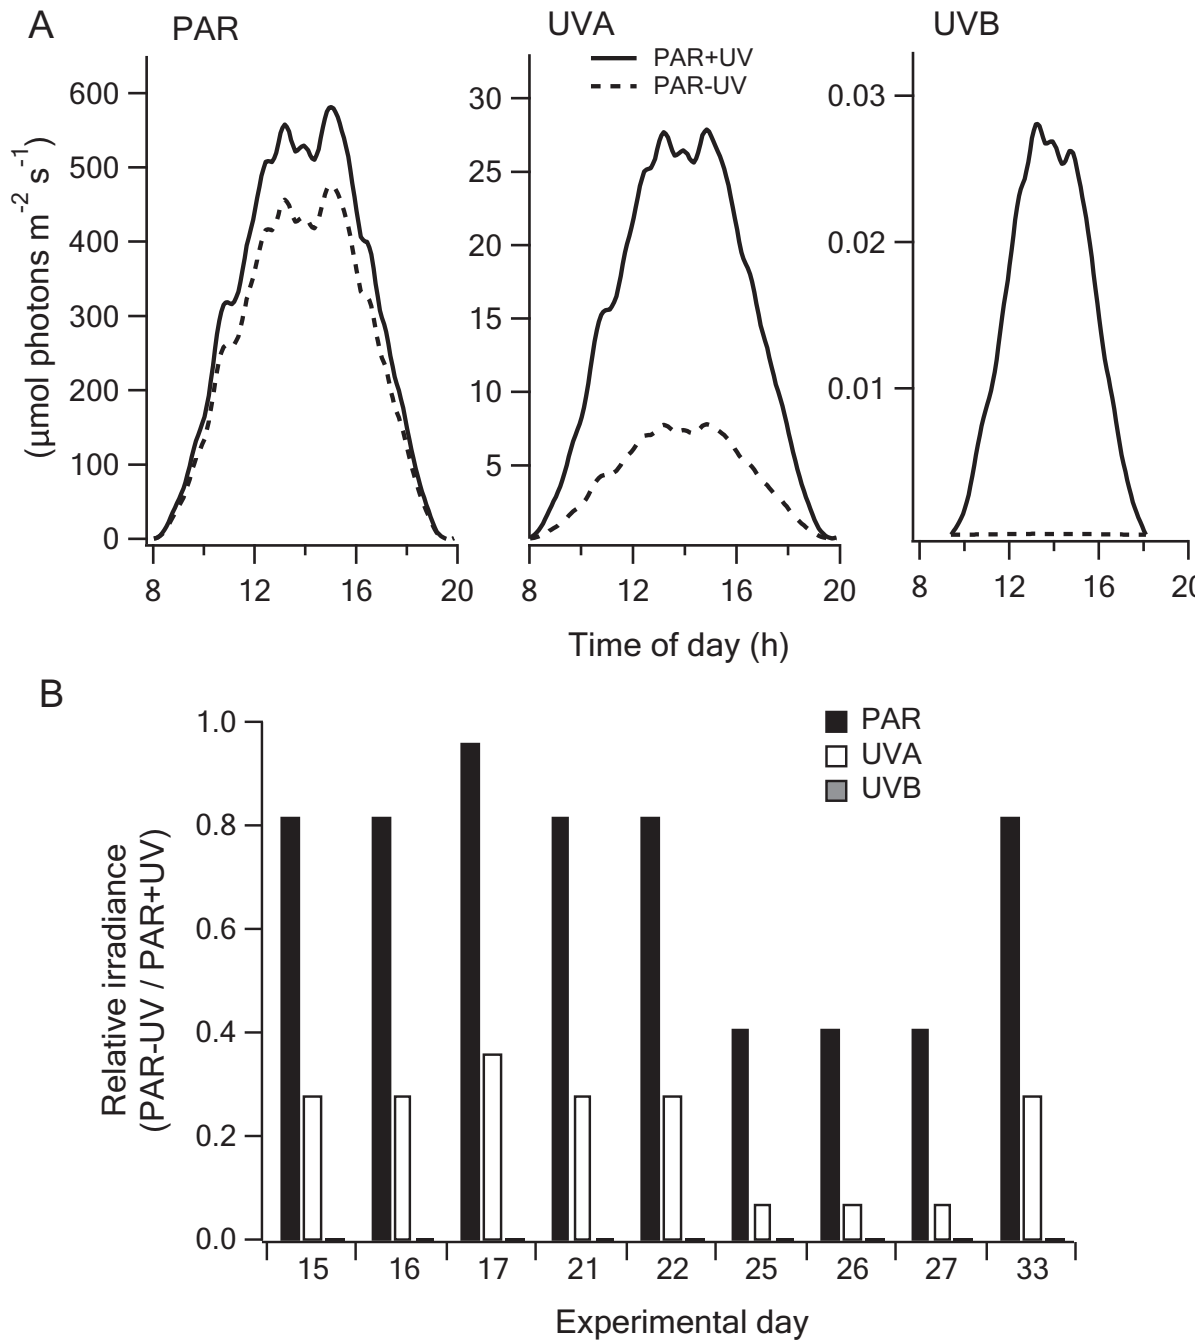 A
PAR
UVA
UVB
PAR+UV
PAR-UV
(µmol photons m-2 s-1)
600
500
400
300
200
100
0
30
25
20
15
10
5
0.03
0.02
0.01
8 12 16 20
8 12 16 20
8 12 16 20
Time of day (h)
B
PAR
UVA
UVB
Relative irradiance
(PAR-UV / PAR+UV)
1.0
0.8
0.6
0.4
0.2
0.0
15 16 17 21 22 25 26 27 33
Experimental day